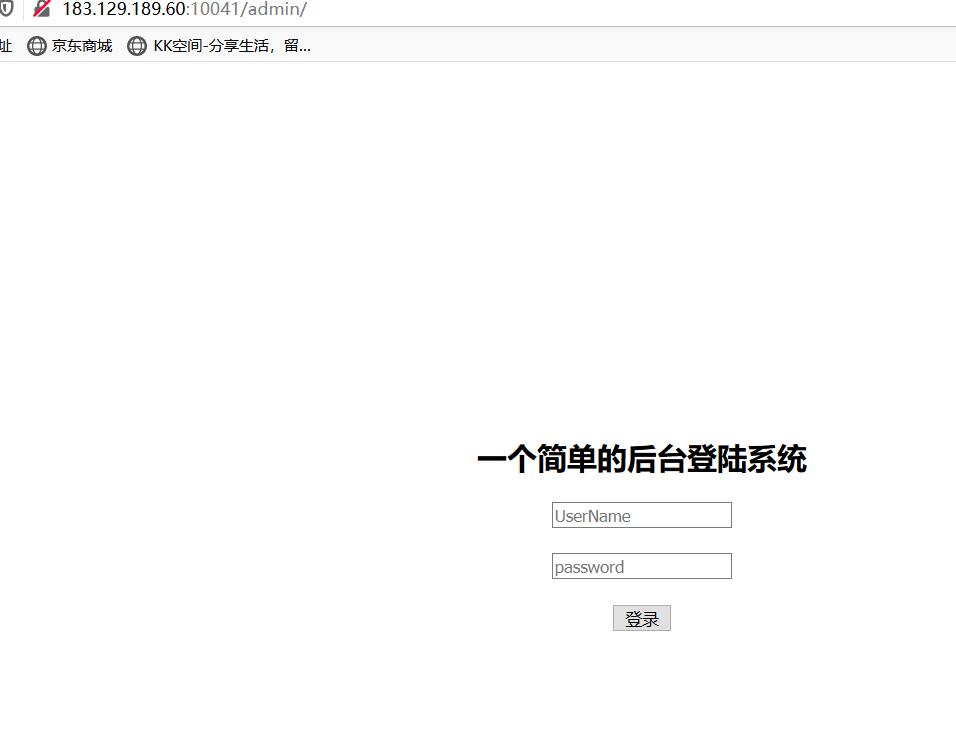 183.129.189.60:10041/admin/
址 京东商城 KK空间-分享生活，留...
一个简单的后台登陆系统
UserName
password
登录